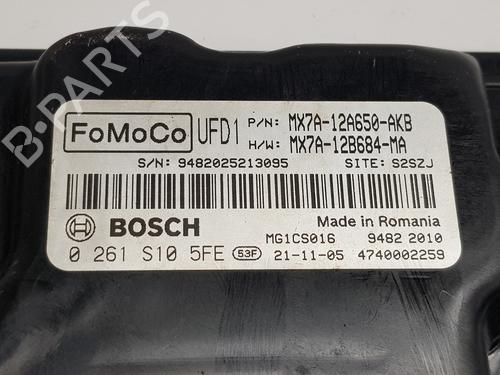 B-PARTS
FoMoCo UFD1 P/N: MX7A-12A650-AKB
H/W: MX7A-12B684-MA
S/N: 9482025213095 SITE: S2SZJ
BOSCH Made in Romania
MG1CS016 9482 2010
0 261 S10 5FE 53F 21-11-05 4740002259